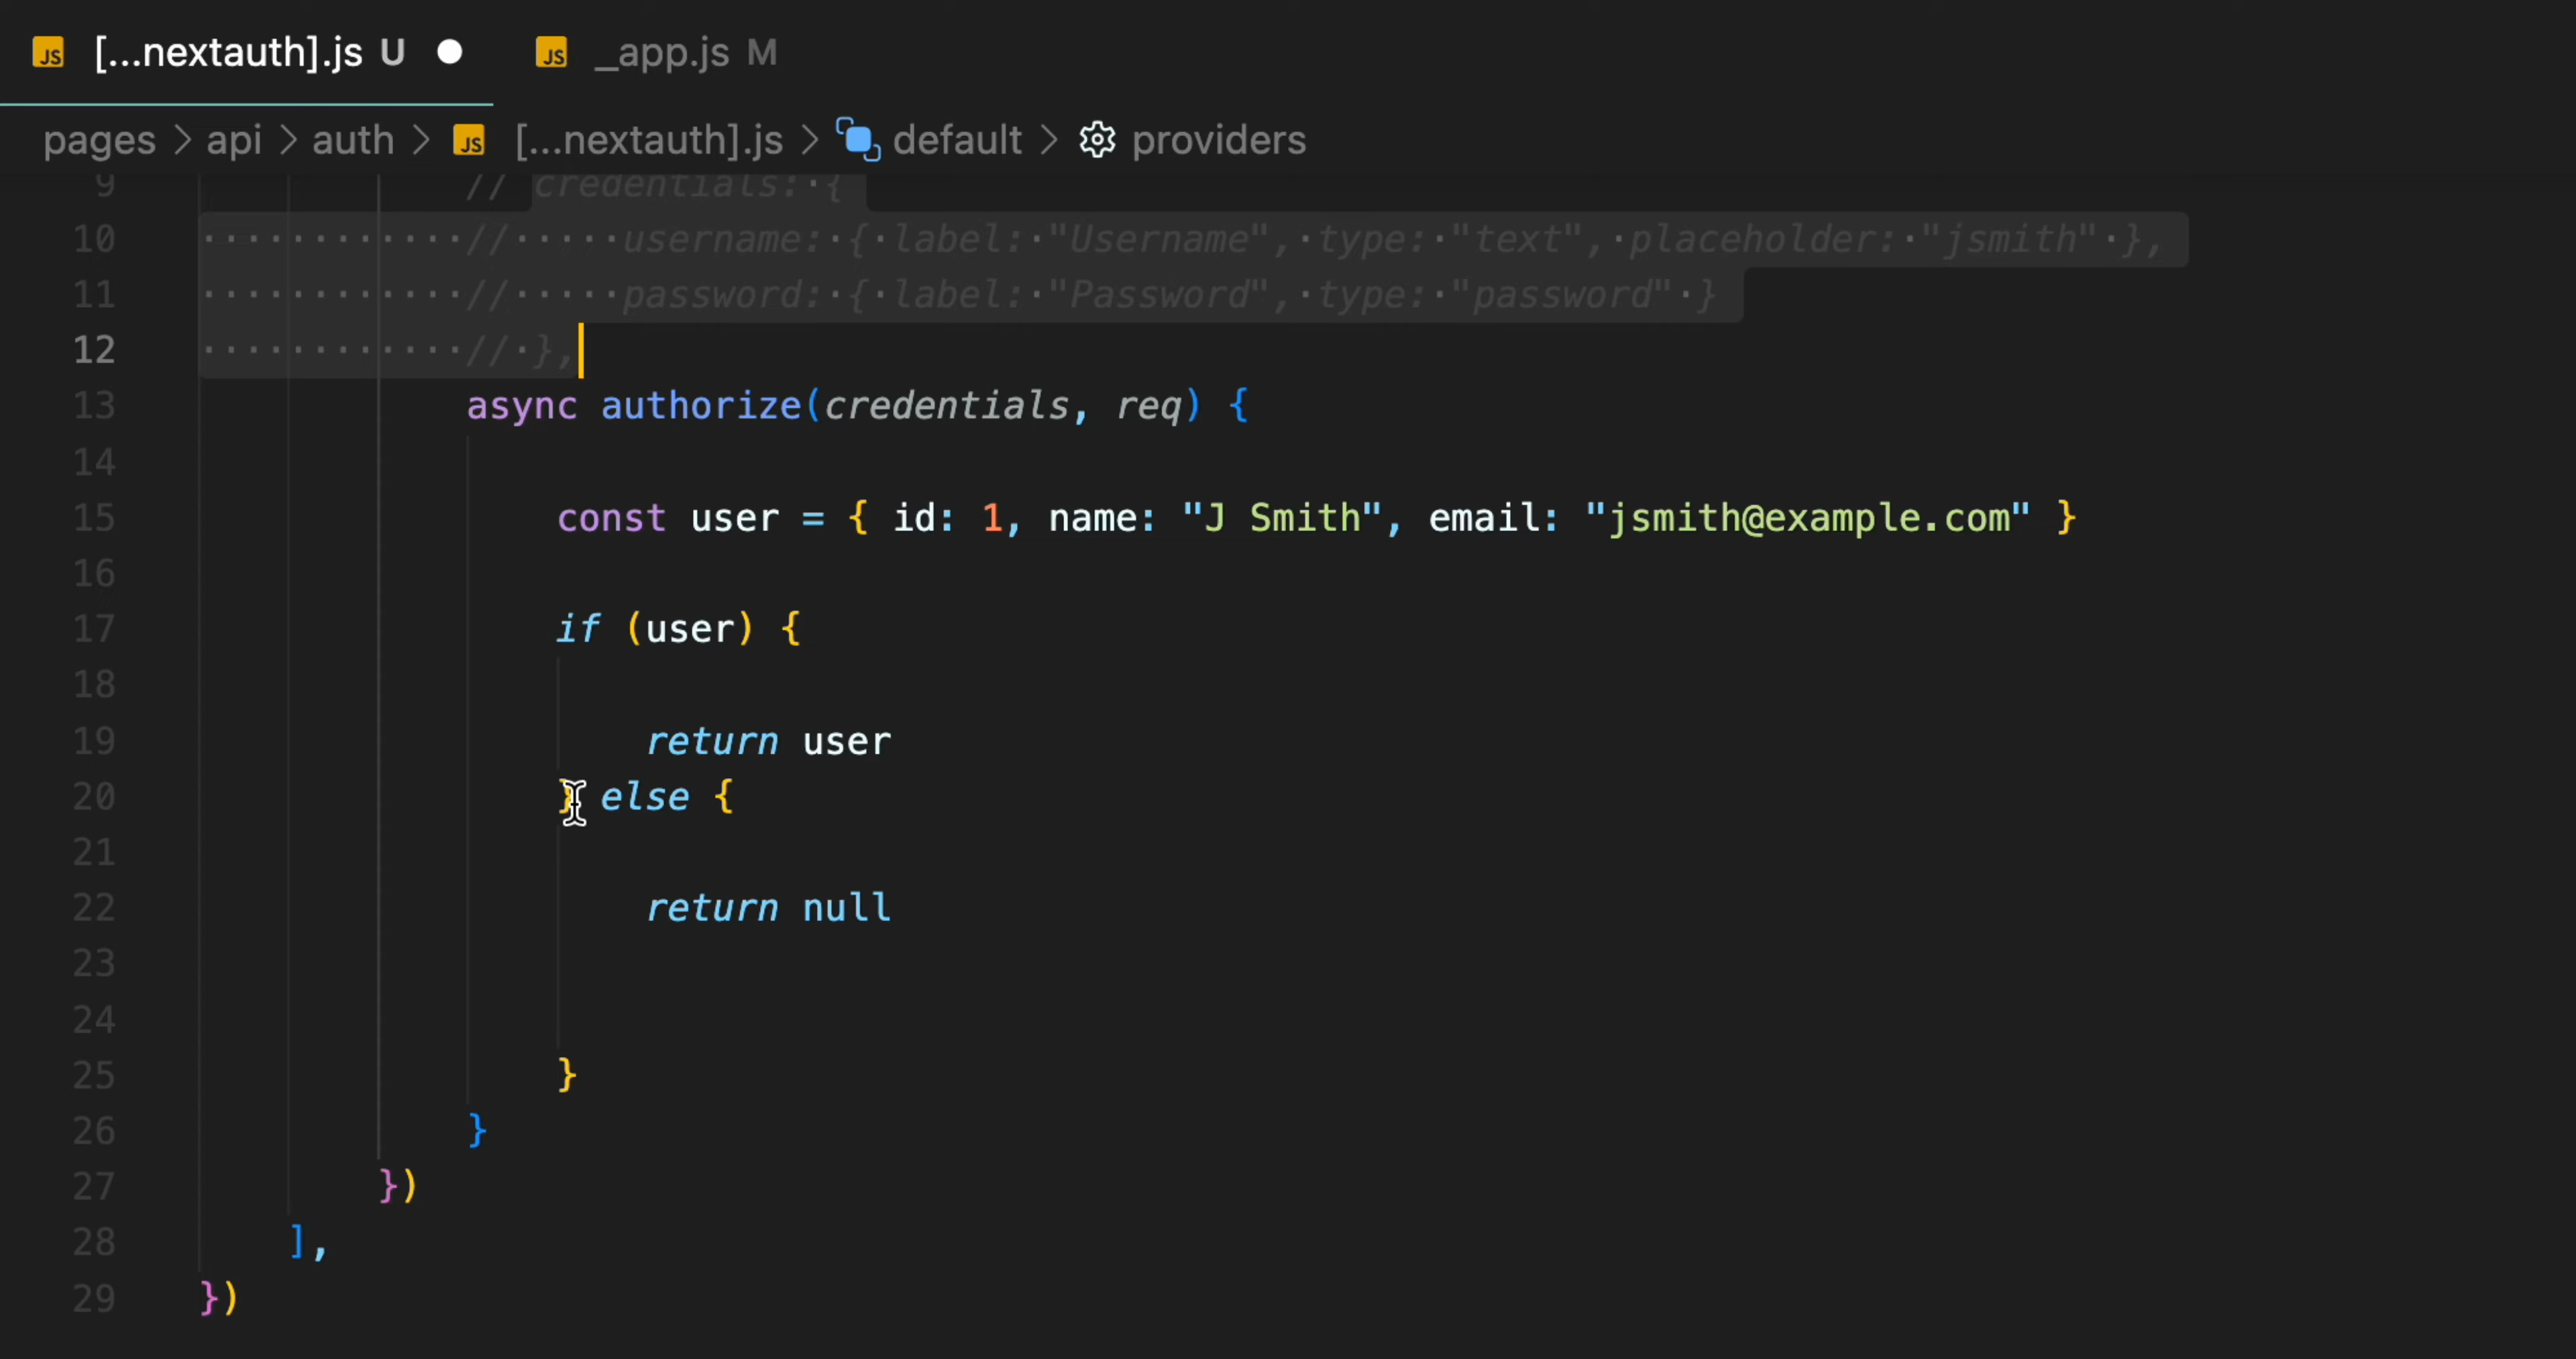 JS [...nextauth].js U JS _app.js M
pages > api > auth > JS [...nextauth].js > default > providers
9 // credentials: {
10 // username: { label: "Username", type: "text", placeholder: "jsmith" },
11 // password: { label: "Password", type: "password" }
12 // },
13 async authorize(credentials, req) {
14
15 const user = { id: 1, name: "J Smith", email: "jsmith@example.com" }
16
17 if (user) {
18
19 return user
20 } else {
21
22 return null
23
24
25 }
26 }
27 })
28 ],
29 })